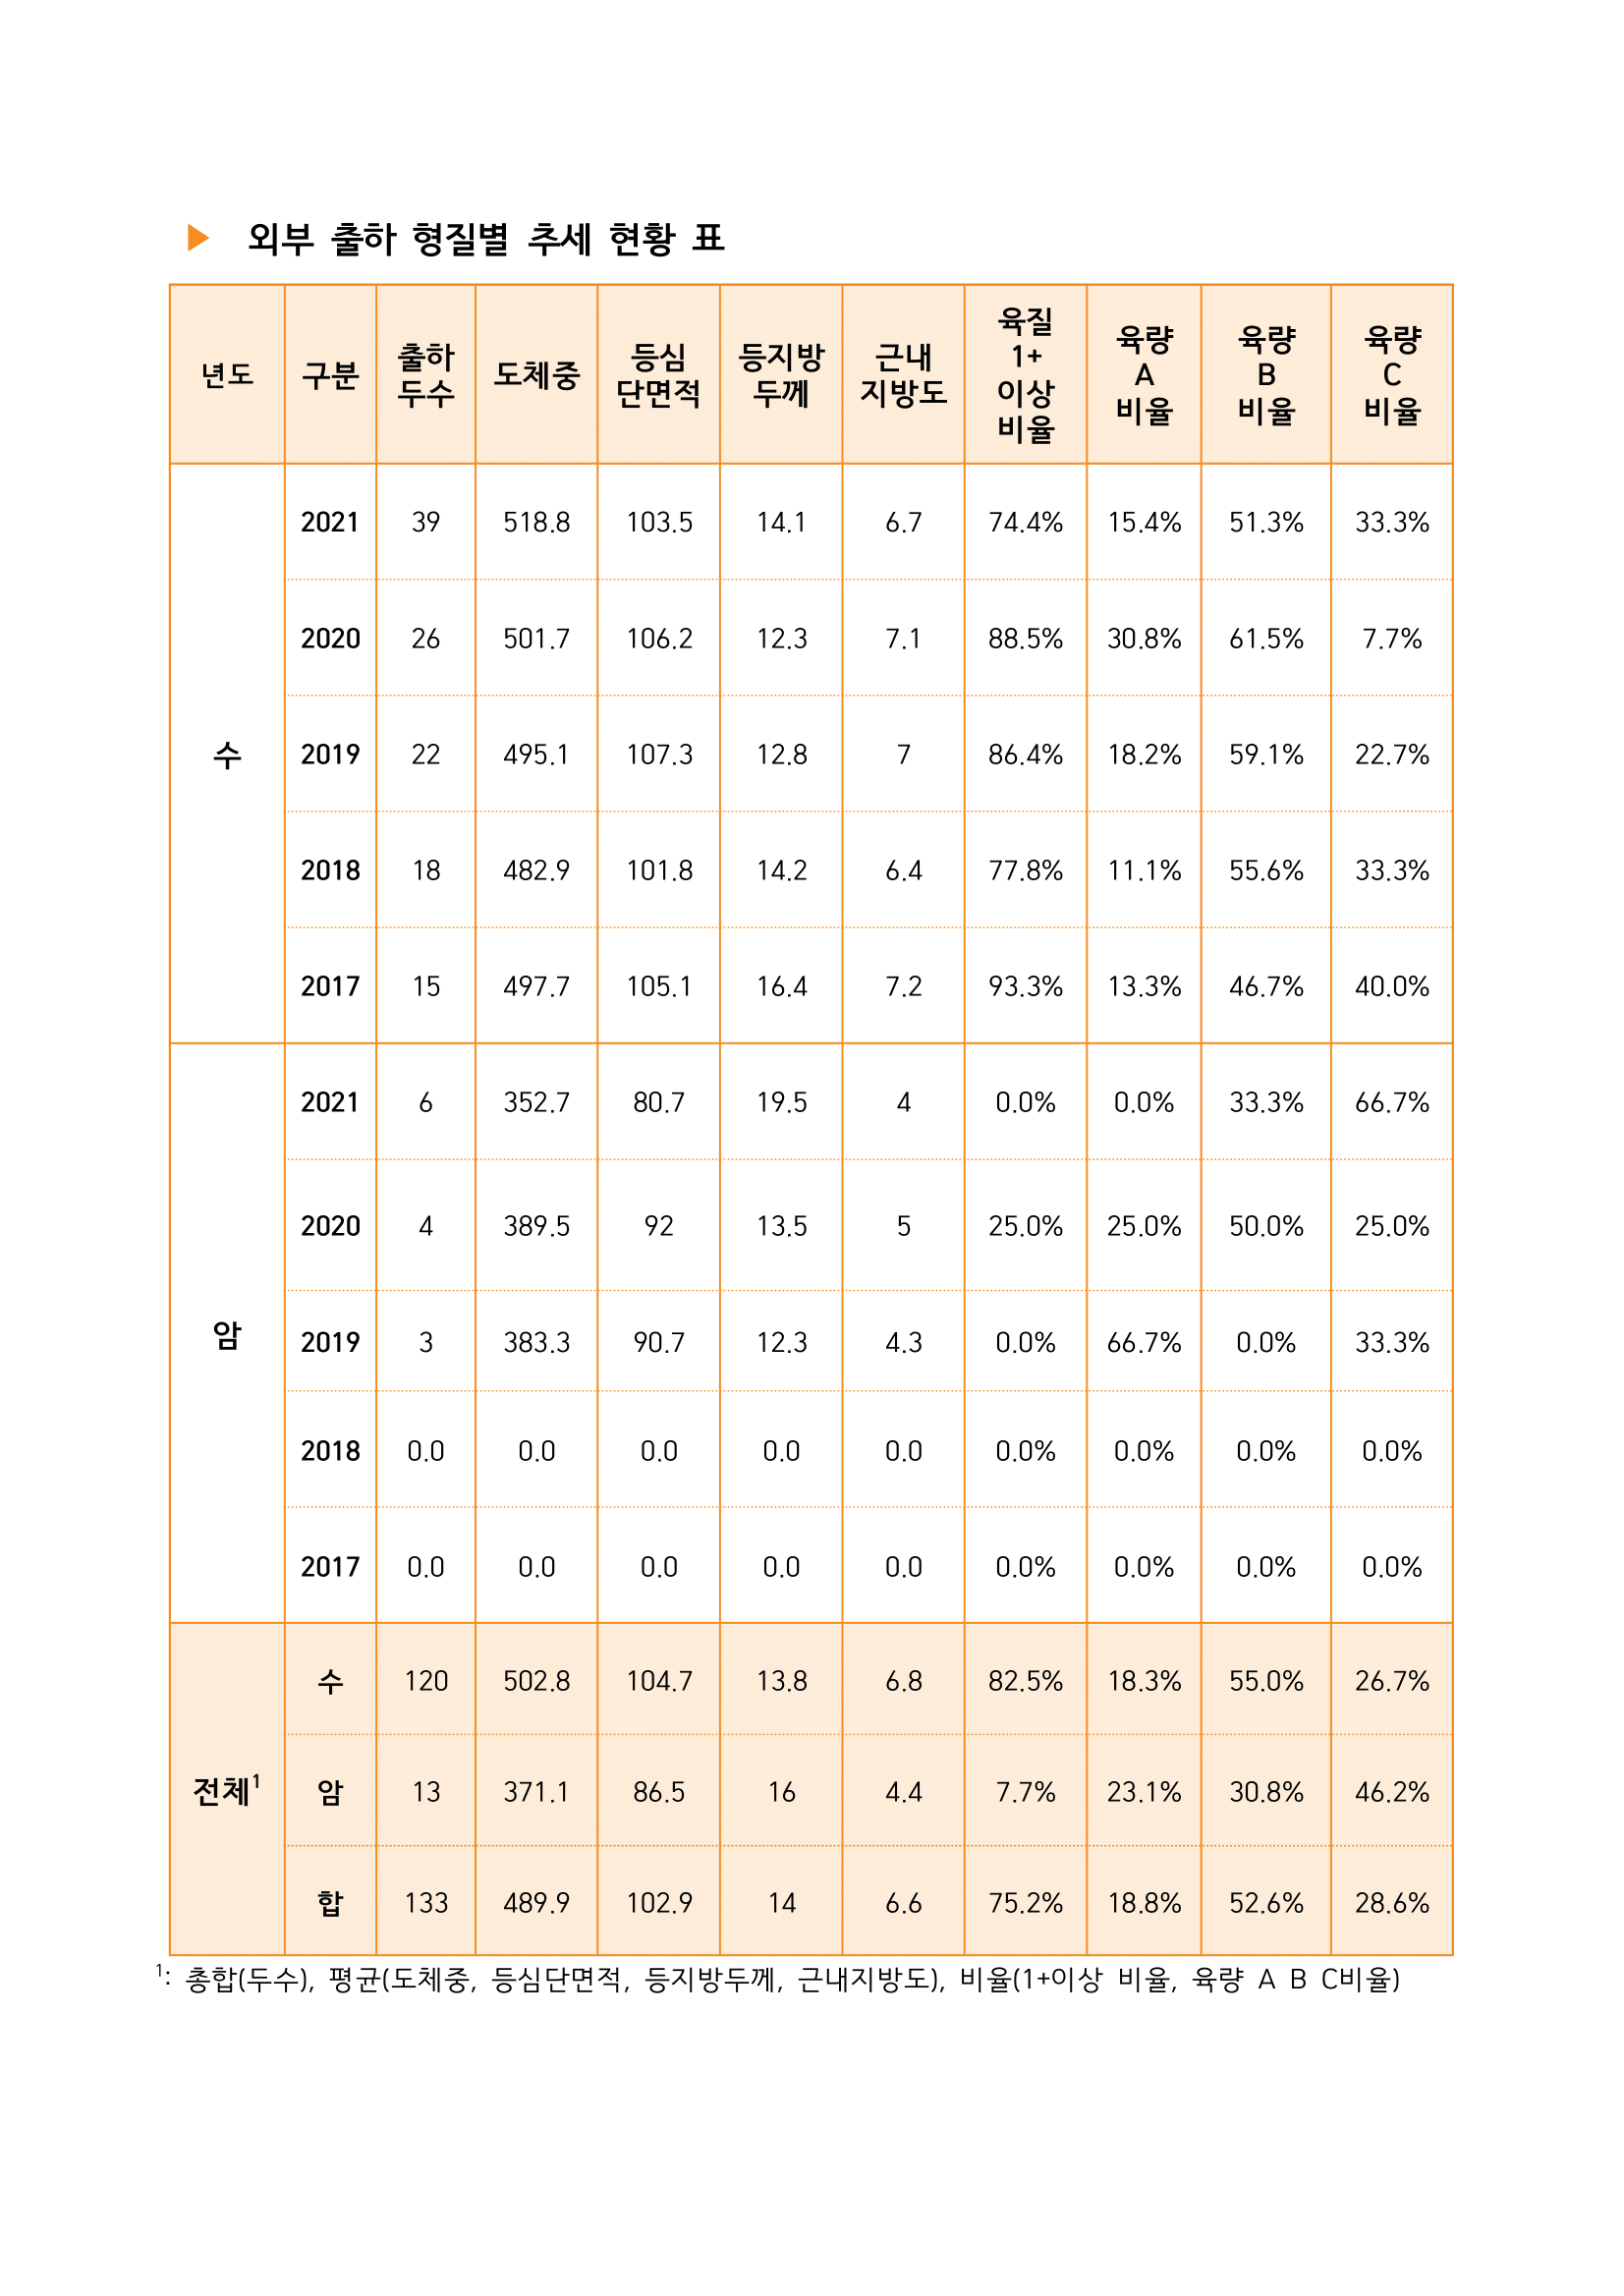 ▶ 외부 출하 형질별 추세 현황 표
년도 구분 출하 두수 도체중 등심 단면적 등지방 두께 근내 지방도 육질 1+ 이상 비율 육량 A 비율 육량 B 비율 육량 C 비율
수
2021 39 518.8 103.5 14.1 6.7 74.4% 15.4% 51.3% 33.3%
2020 26 501.7 106.2 12.3 7.1 88.5% 30.8% 61.5% 7.7%
2019 22 495.1 107.3 12.8 7 86.4% 18.2% 59.1% 22.7%
2018 18 482.9 101.8 14.2 6.4 77.8% 11.1% 55.6% 33.3%
2017 15 497.7 105.1 16.4 7.2 93.3% 13.3% 46.7% 40.0%
암
2021 6 352.7 80.7 19.5 4 0.0% 0.0% 33.3% 66.7%
2020 4 389.5 92 13.5 5 25.0% 25.0% 50.0% 25.0%
2019 3 383.3 90.7 12.3 4.3 0.0% 66.7% 0.0% 33.3%
2018 0.0 0.0 0.0 0.0 0.0 0.0% 0.0% 0.0% 0.0%
2017 0.0 0.0 0.0 0.0 0.0 0.0% 0.0% 0.0% 0.0%
전체1
수 120 502.8 104.7 13.8 6.8 82.5% 18.3% 55.0% 26.7%
암 13 371.1 86.5 16 4.4 7.7% 23.1% 30.8% 46.2%
합 133 489.9 102.9 14 6.6 75.2% 18.8% 52.6% 28.6%
1: 총합(두수), 평균(도체중, 등심단면적, 등지방두께, 근내지방도), 비율(1+이상 비율, 육량 A B C비율)